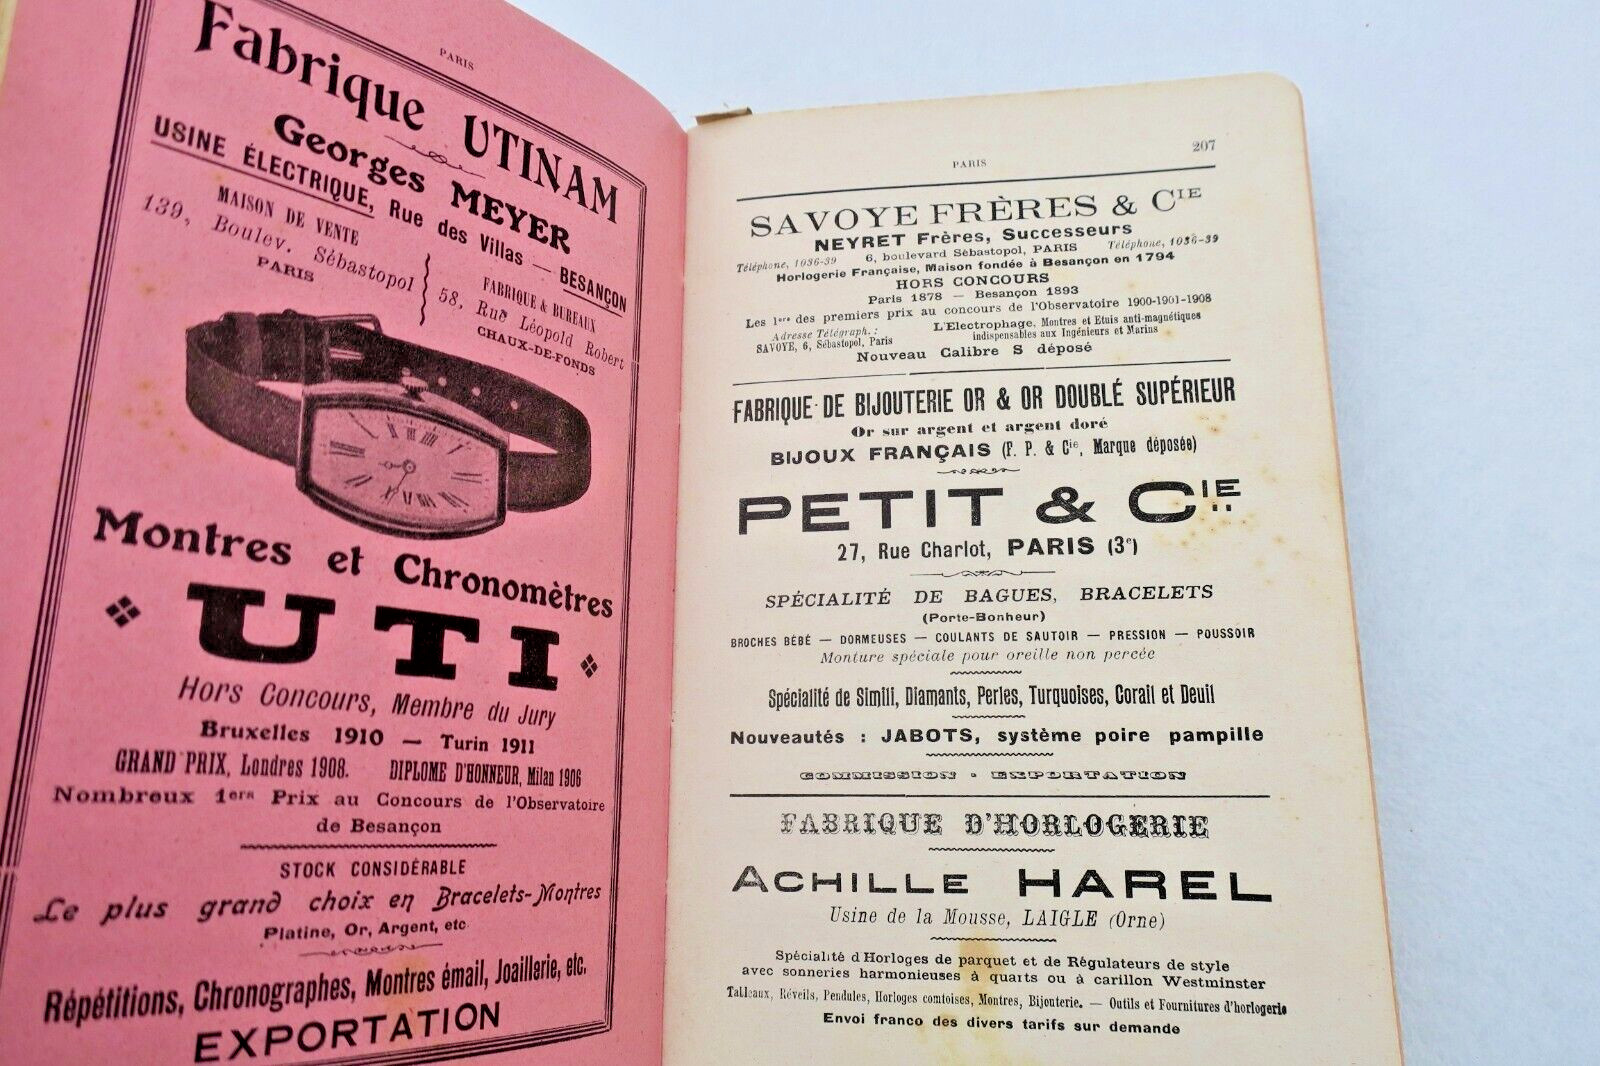 PARIS
Fabrique UTINAM
Georges MEYER
USINE ÉLECTRIQUE, Rue des Villas — BESANÇON
MAISON DE VENTE
139, Boulev. Sébastopol
PARIS
FABRIQUE & BUREAUX
58, Rue Léopold Robert
CHAUX-DE-FONDS
Montres et Chronomètres
UTI
Hors Concours, Membre du Jury
Bruxelles 1910 — Turin 1911
GRAND PRIX, Londres 1908. DIPLOME D'HONNEUR, Milan 1906
Nombreux 1ers Prix au Concours de l'Observatoire
de Besançon
STOCK CONSIDÉRABLE
Le plus grand choix en Bracelets-Montres
Platine, Or, Argent, etc
Répétitions, Chronographes, Montres émail, Joaillerie, etc.
EXPORTATION
PARIS 207
SAVOYE FRÈRES & CIE
NEYRET Frères, Successeurs
Téléphone, 1036-39 6, boulevard Sébastopol, PARIS Téléphone, 1036-39
Horlogerie Française, Maison fondée à Besançon en 1794
HORS CONCOURS
Paris 1878 — Besançon 1893
Les 1ers des premiers prix au concours de l'Observatoire 1900-1901-1908
Adresse Télégraph. :
SAVOYE, 6, Sébastopol, Paris
L'Electrophage. Montres et Etuis anti-magnétiques
indispensables aux Ingénieurs et Marins
Nouveau Calibre S déposé
FABRIQUE DE BIJOUTERIE OR & OR DOUBLÉ SUPÉRIEUR
Or sur argent et argent doré
BIJOUX FRANÇAIS (F. P. & Cie, Marque déposée)
PETIT & CIE
27, Rue Charlot, PARIS (3e)
SPÉCIALITÉ DE BAGUES, BRACELETS
(Porte-Bonheur)
BROCHES BÉBÉ — DORMEUSES — COULANTS DE SAUTOIR — PRESSION — POUSSOIR
Monture spéciale pour oreille non percée
Spécialité de Simili, Diamants, Perles, Turquoises, Corail et Deuil
Nouveautés : JABOTS, système poire pampille
COMMISSION - EXPORTATION
FABRIQUE D'HORLOGERIE
ACHILLE HAREL
Usine de la Mousse, LAIGLE (Orne)
Spécialité d Horloges de parquet et de Régulateurs de style
avec sonneries harmonieuses à quarts ou à carillon Westminster
Tableaux, Réveils, Pendules, Horloges comtoises, Montres, Bijouterie. — Outils et Fournitures d'horlogerie
Envoi franco des divers tarifs sur demande